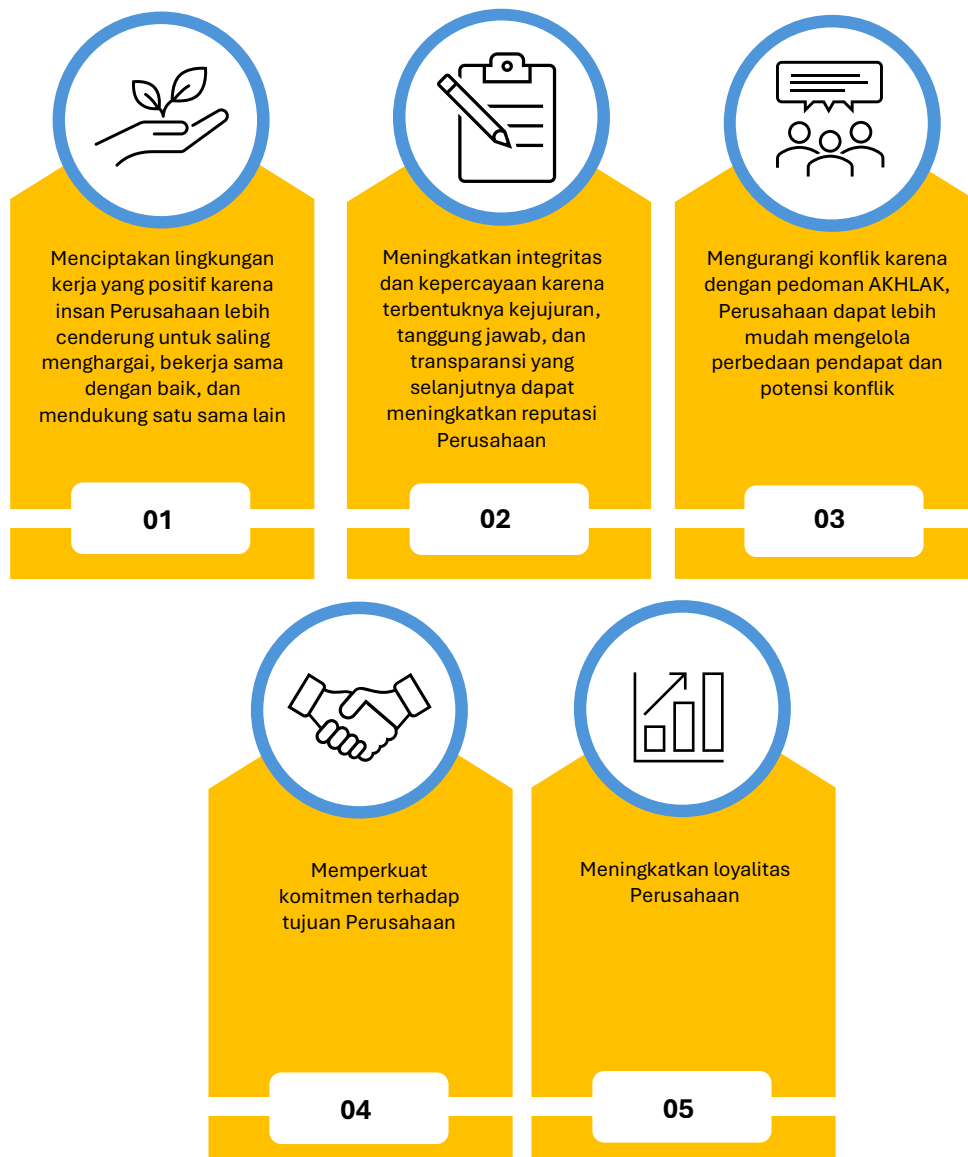 Menciptakan lingkungan
kerja yang positif karena
insan Perusahaan lebih
cenderung untuk saling
menghargai, bekerja sama
dengan baik, dan
mendukung satu sama lain
01
Meningkatkan integritas
dan kepercayaan karena
terbentuknya kejujuran,
tanggung jawab, dan
transparansi yang
selanjutnya dapat
meningkatkan reputasi
Perusahaan
02
Mengurangi konflik karena
dengan pedoman AKHLAK,
Perusahaan dapat lebih
mudah mengelola
perbedaan pendapat dan
potensi konflik
03
Memperkuat
komitmen terhadap
tujuan Perusahaan
04
Meningkatkan loyalitas
Perusahaan
05